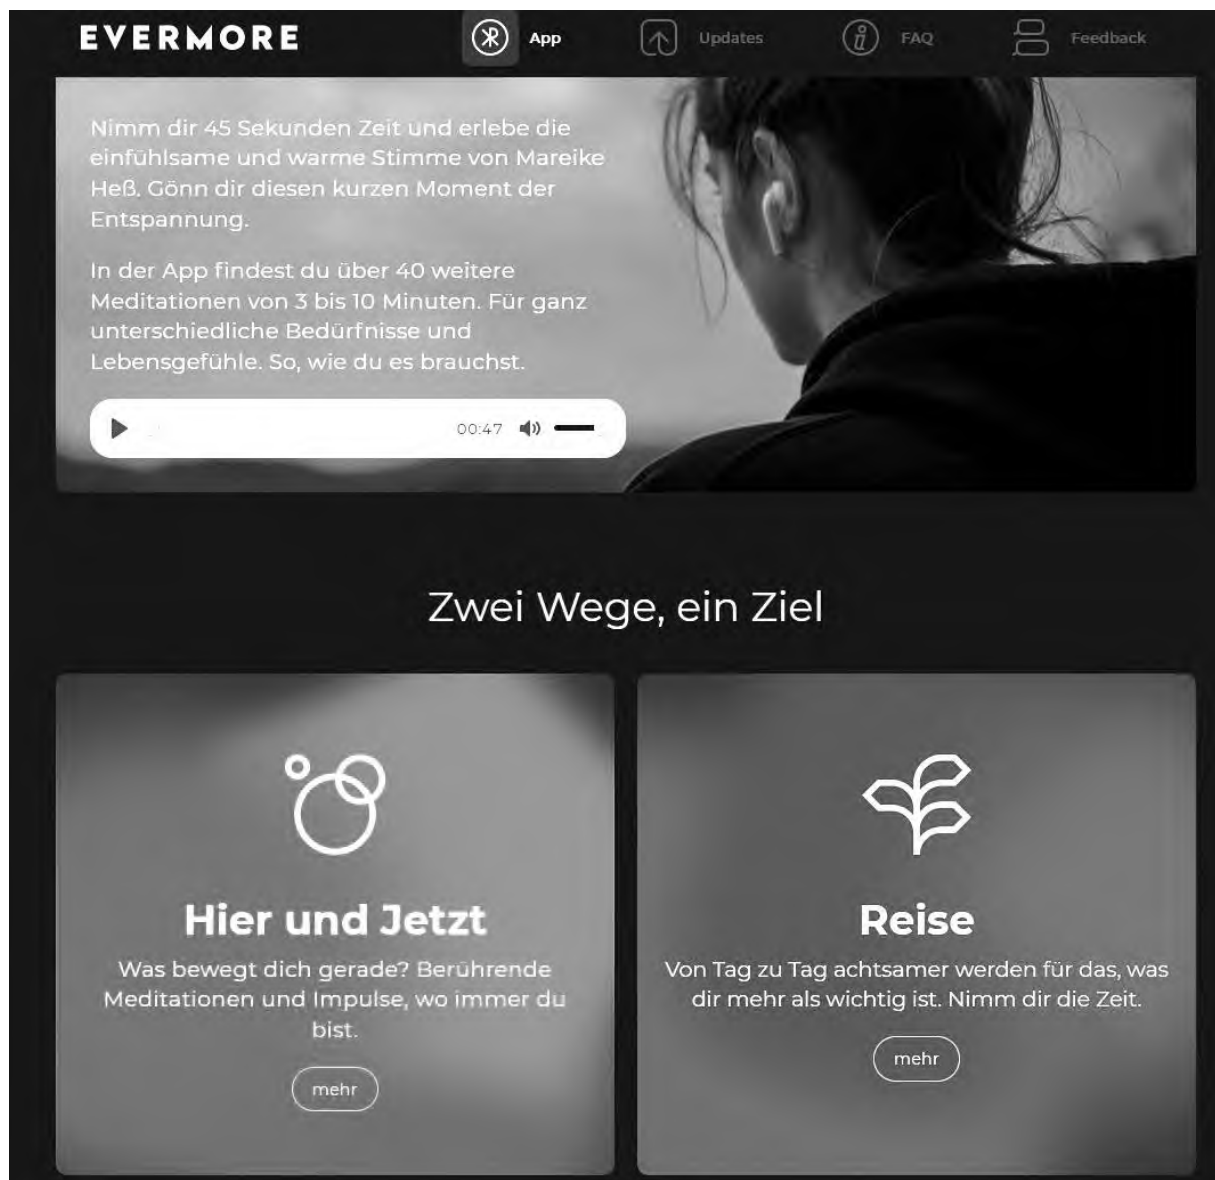 EVERMORE
App
Updates
FAQ
Feedback
Nimm dir 45 Sekunden Zeit und erlebe die
einfühlsame und warme Stimme von Mareike
Heß. Gönn dir diesen kurzen Moment der
Entspannung.
In der App findest du über 40 weitere
Meditationen von 3 bis 10 Minuten. Für ganz
unterschiedliche Bedürfnisse und
Lebensgefühle. So, wie du es brauchst.
00:47
Zwei Wege, ein Ziel
Hier und Jetzt
Was bewegt dich gerade? Berührende
Meditationen und Impulse, wo immer du
bist.
mehr
Reise
Von Tag zu Tag achtsamer werden für das, was
dir mehr als wichtig ist. Nimm dir die Zeit.
mehr